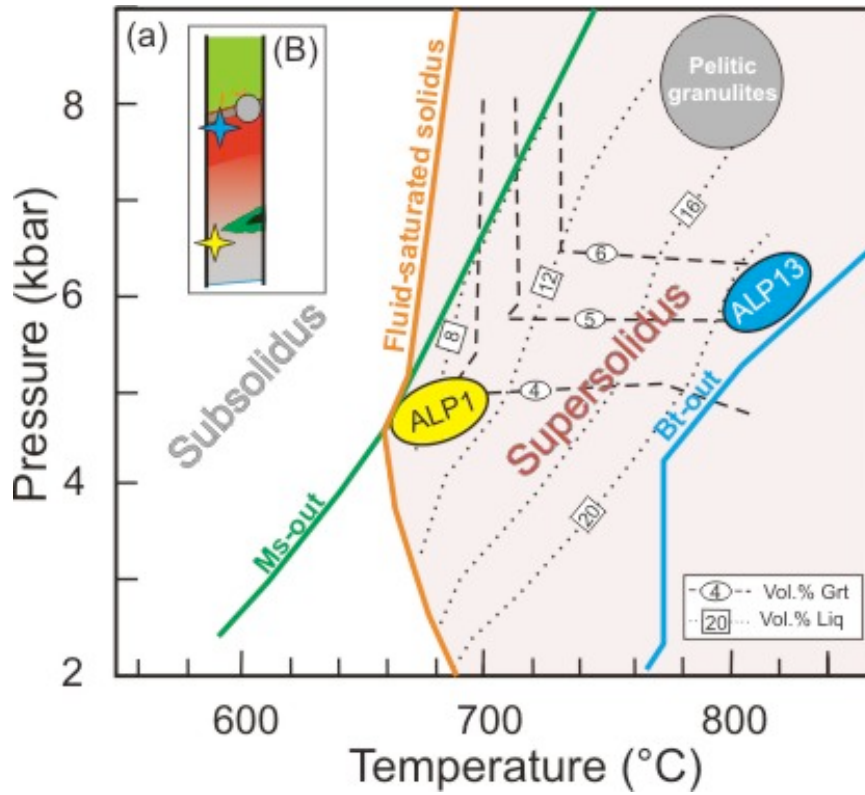 (a)
(B)
Pelitic
granulites
Fluid-saturated solidus
Subsolidus
Supersolidus
Ms-out
Bt-out
ALP1
ALP13
6
5
4
8
12
16
20
4 Vol.% Grt
20 Vol.% Liq
Pressure (kbar)
8
6
4
2
600 700 800
Temperature (°C)